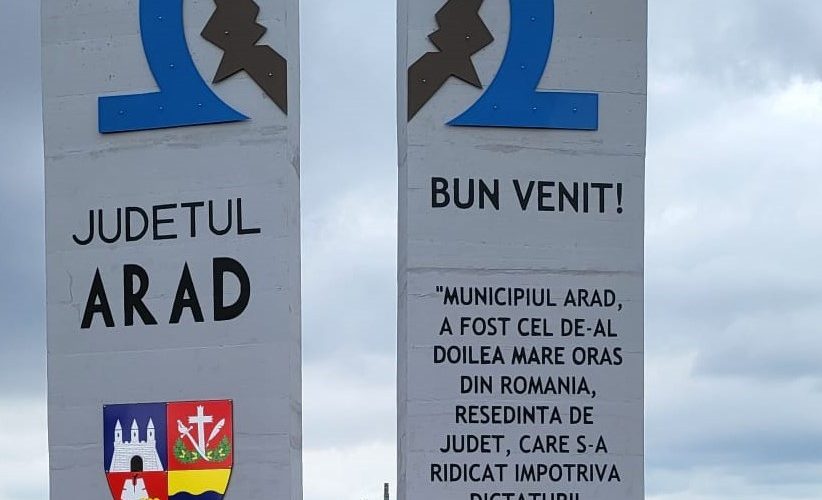 JUDETUL
ARAD
BUN VENIT!
"MUNICIPIUL ARAD,
A FOST CEL DE-AL
DOILEA MARE ORAS
DIN ROMANIA,
RESEDINTA DE
JUDET, CARE S-A
RIDICAT IMPOTRIVA
DICTATURII